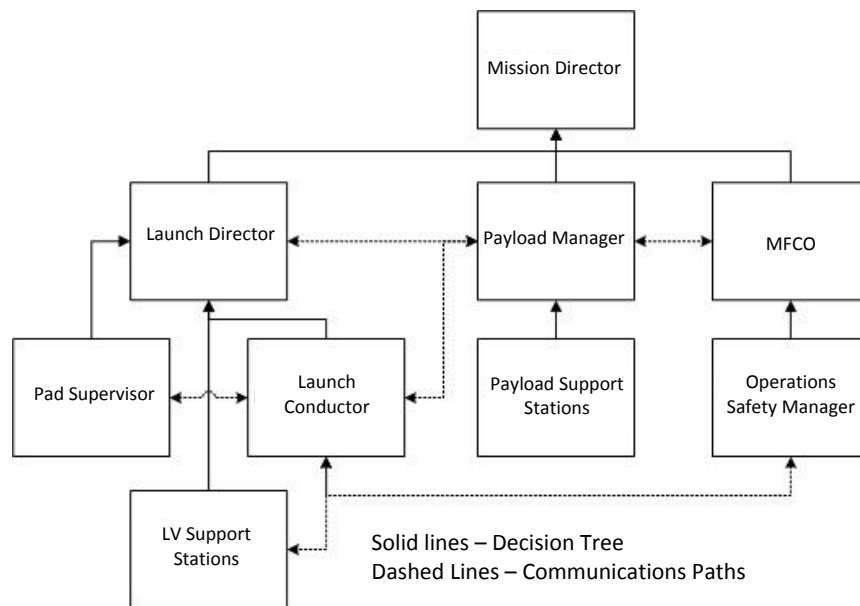 Mission Director
Launch Director
Payload Manager
MFCO
Pad Supervisor
Launch
Conductor
Payload Support
Stations
Operations
Safety Manager
LV Support
Stations
Solid lines – Decision Tree
Dashed Lines – Communications Paths